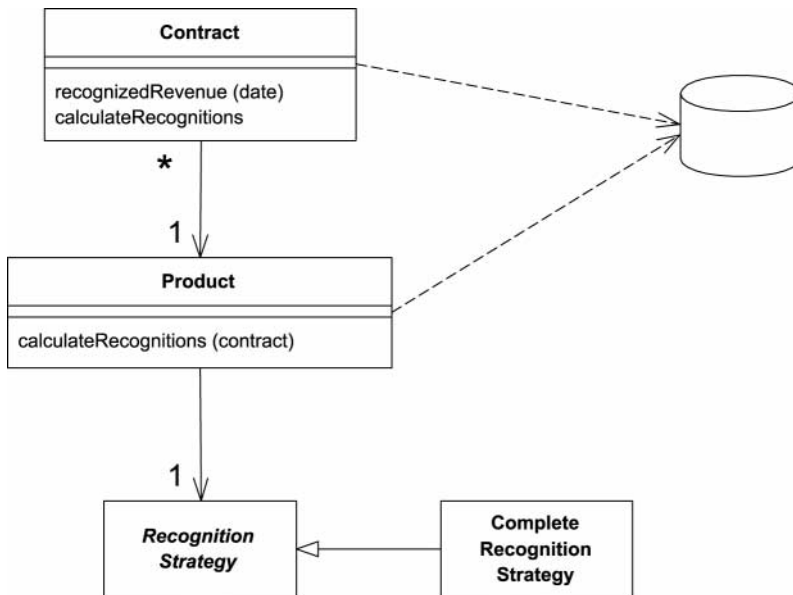 Contract
recognizedRevenue (date)
calculateRecognitions
*
1
Product
calculateRecognitions (contract)
1
Recognition
Strategy
Complete
Recognition
Strategy